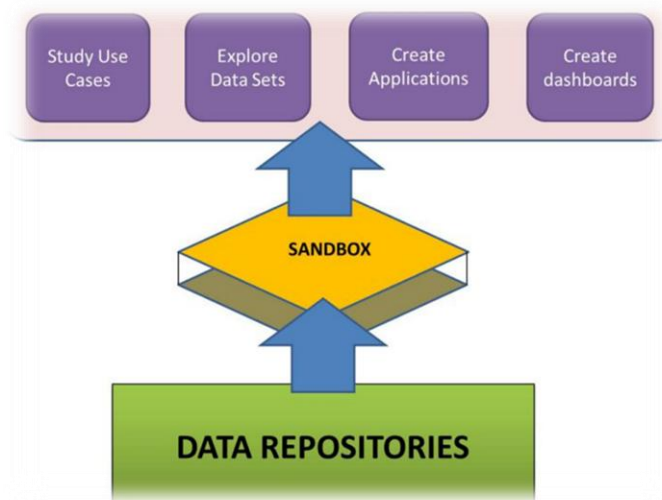 Study Use
Cases
Explore
Data Sets
Create
Applications
Create
dashboards
SANDBOX
DATA REPOSITORIES